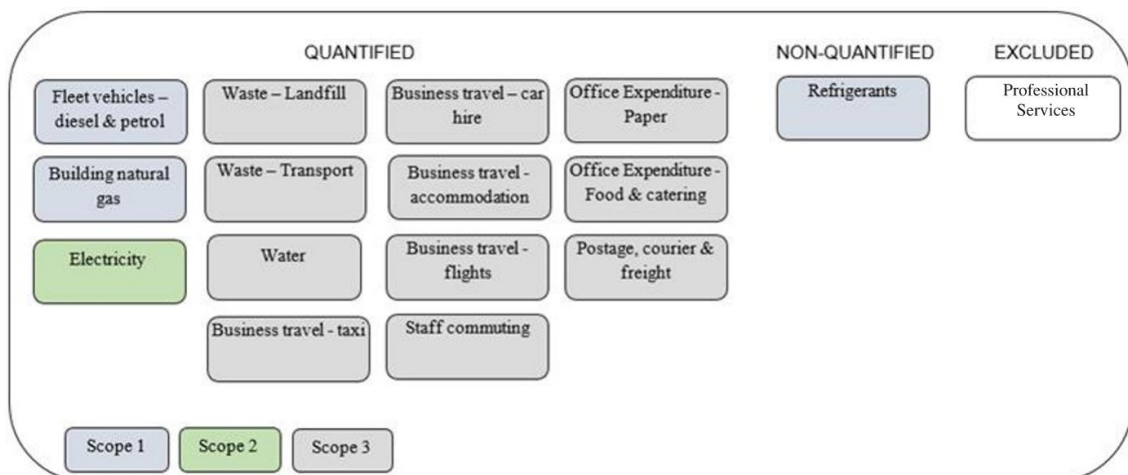 QUANTIFIED
NON-QUANTIFIED
EXCLUDED
Fleet vehicles –
diesel & petrol
Waste – Landfill
Business travel – car
hire
Office Expenditure -
Paper
Refrigerants
Professional
Services
Building natural
gas
Waste – Transport
Business travel -
accommodation
Office Expenditure -
Food & catering
Electricity
Water
Business travel -
flights
Postage, courier &
freight
Business travel - taxi
Staff commuting
Scope 1
Scope 2
Scope 3